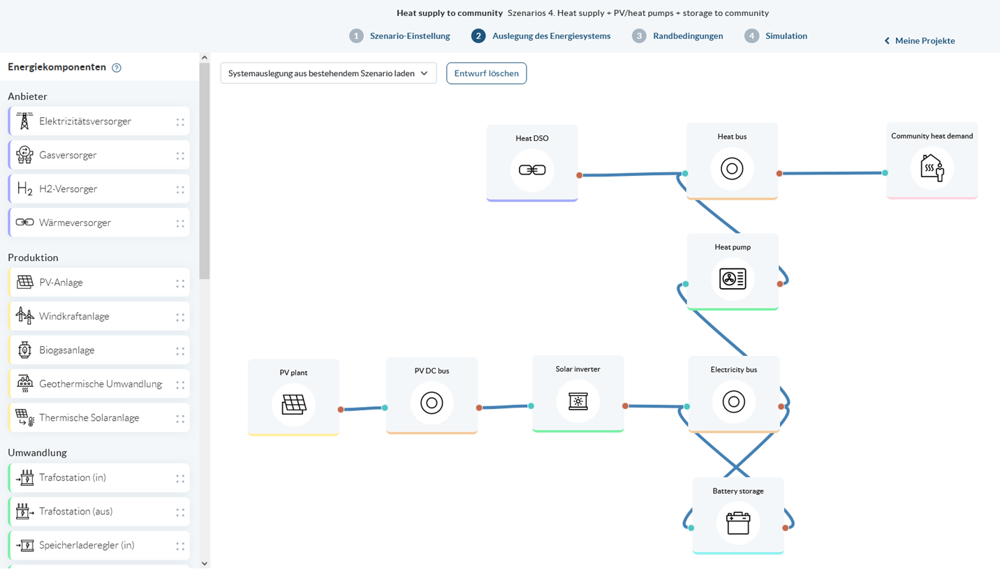 Heat supply to community Szenarios 4. Heat supply + PV/heat pumps + storage to community
1 Szenario-Einstellung 2 Auslegung des Energiesystems 3 Randbedingungen 4 Simulation
Meine Projekte
Energiekomponenten ?
Systemauslegung aus bestehendem Szenario laden
Entwurf löschen
Anbieter
Elektrizitätsversorger
Gasversorger
H2 H2-Versorger
Wärmeversorger
Produktion
PV-Anlage
Windkraftanlage
Biogasanlage
Geothermische Umwandlung
Thermische Solaranlage
Umwandlung
Trafostation (in)
Trafostation (aus)
Speicherladeregler (in)
Heat DSO
Heat bus
Community heat demand
Heat pump
PV plant
PV DC bus
Solar inverter
Electricity bus
Battery storage